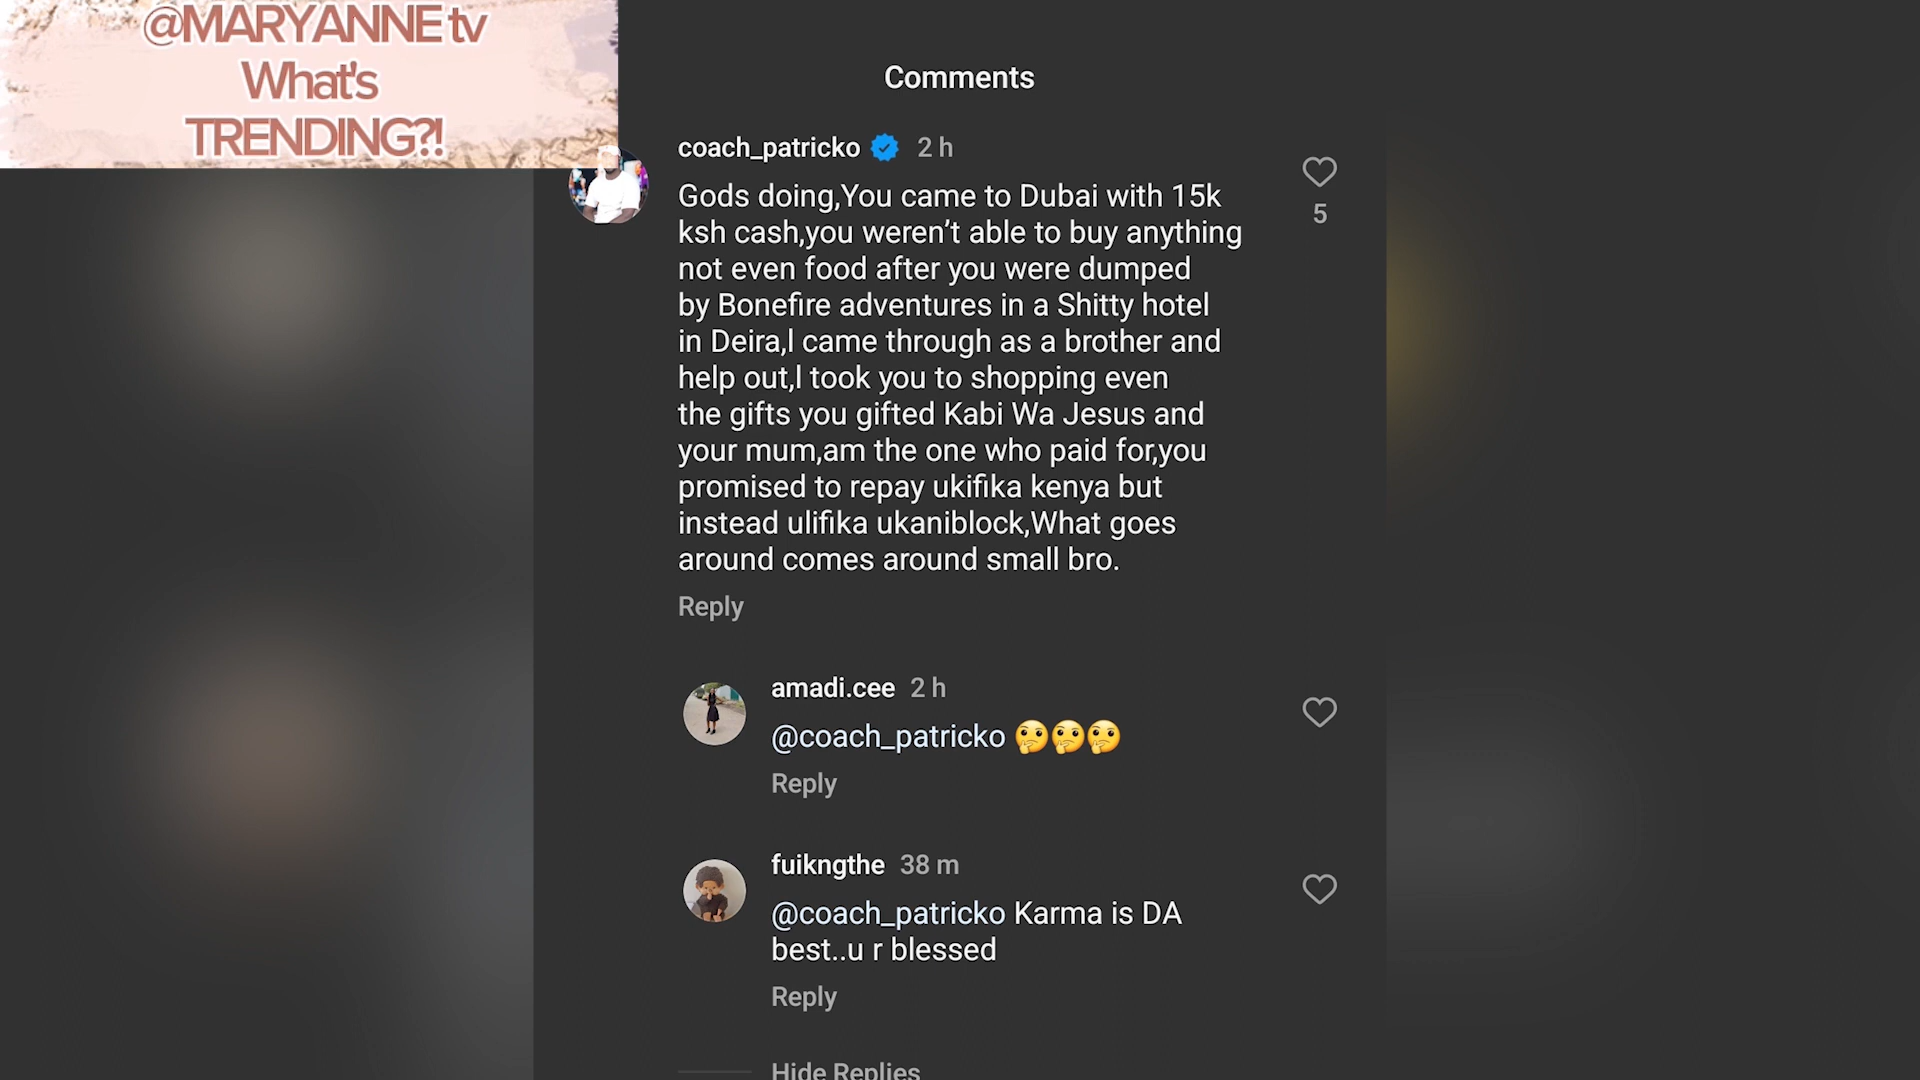 @MARYANNE tv
What's
TRENDING?!
Comments
coach_patricko 2 h
Gods doing,You came to Dubai with 15k
ksh cash,you weren’t able to buy anything
not even food after you were dumped
by Bonefire adventures in a Shitty hotel
in Deira,I came through as a brother and
help out,I took you to shopping even
the gifts you gifted Kabi Wa Jesus and
your mum,am the one who paid for,you
promised to repay ukifika kenya but
instead ulifika ukaniblock,What goes
around comes around small bro.
5
Reply
amadi.cee 2 h
@coach_patricko 🤔🤔🤔
Reply
fuikngthe 38 m
@coach_patricko Karma is DA
best..u r blessed
Reply
Hide Replies